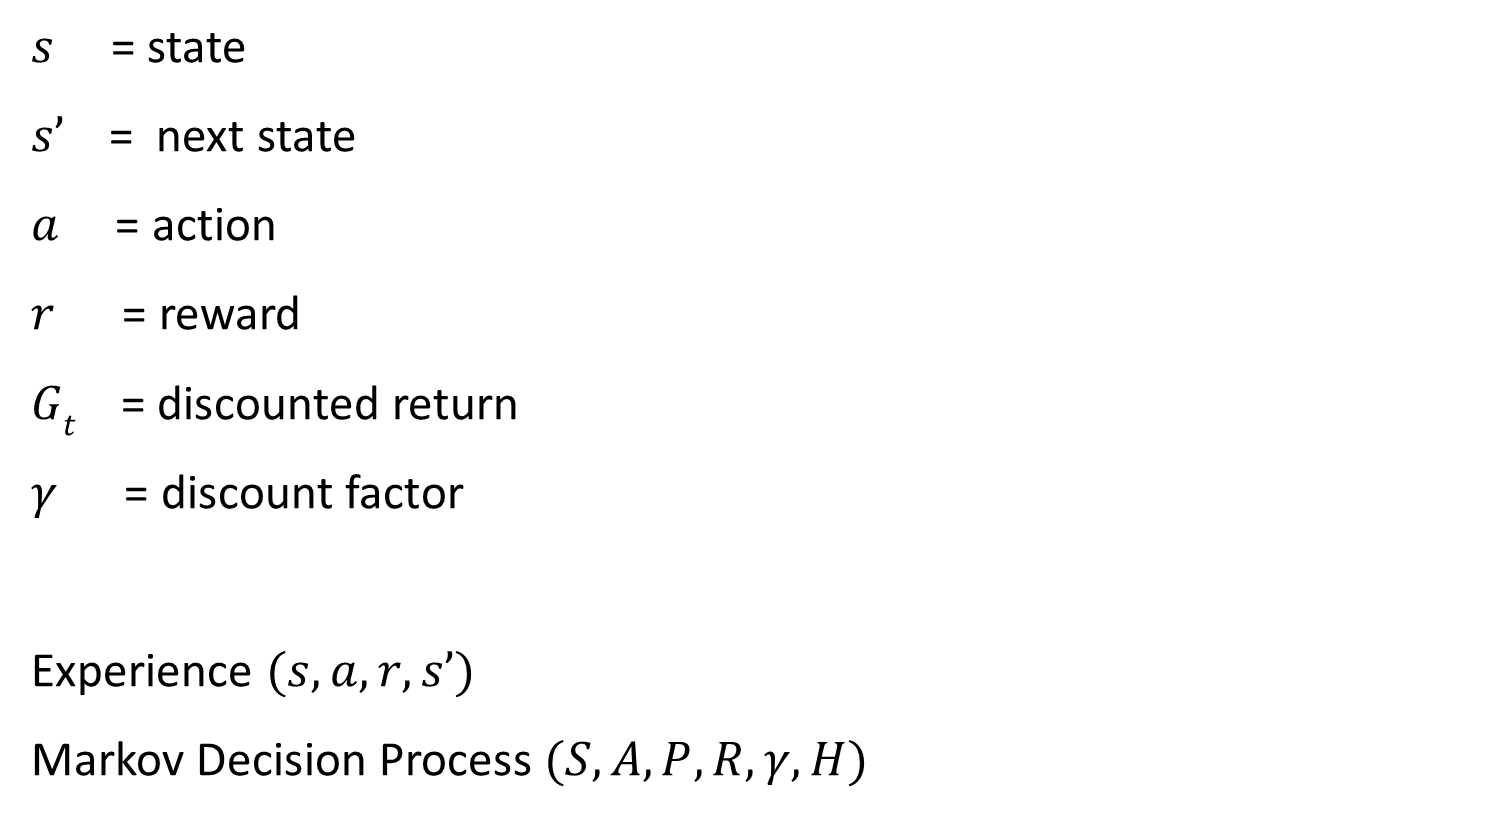 s = state
s’ = next state
a = action
r = reward
Gₜ = discounted return
γ = discount factor
Experience (s, a, r, s’)
Markov Decision Process (S, A, P, R, γ, H)